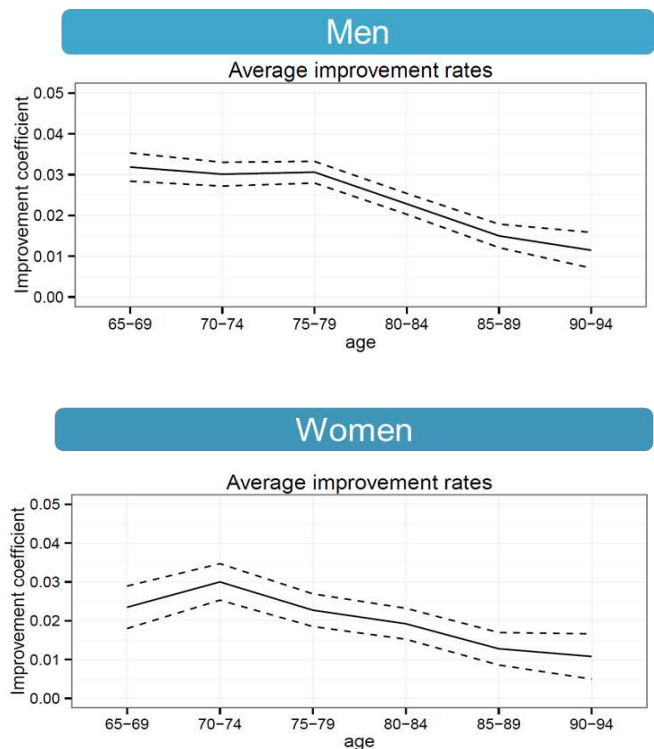 Men
Average improvement rates
Improvement coefficient
0.05
0.04
0.03
0.02
0.01
0.00
65−69 70−74 75−79 80−84 85−89 90−94
age
Women
Average improvement rates
Improvement coefficient
0.05
0.04
0.03
0.02
0.01
0.00
65−69 70−74 75−79 80−84 85−89 90−94
age